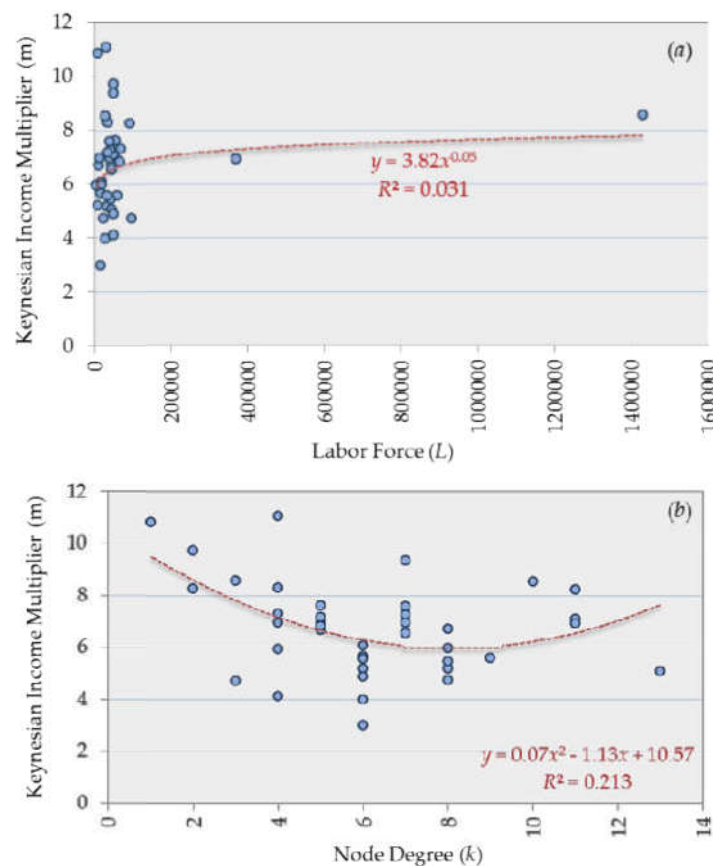 (a)
Keynesian Income Multiplier (m)
12
10
8
6
4
2
0
y = 3.82x^0.05
R² = 0.031
0
200000
400000
600000
800000
1000000
1200000
1400000
1600000
Labor Force (L)
(b)
Keynesian Income Multiplier (m)
12
10
8
6
4
2
0
y = 0.07x² - 1.13x + 10.57
R² = 0.213
0 2 4 6 8 10 12 14
Node Degree (k)